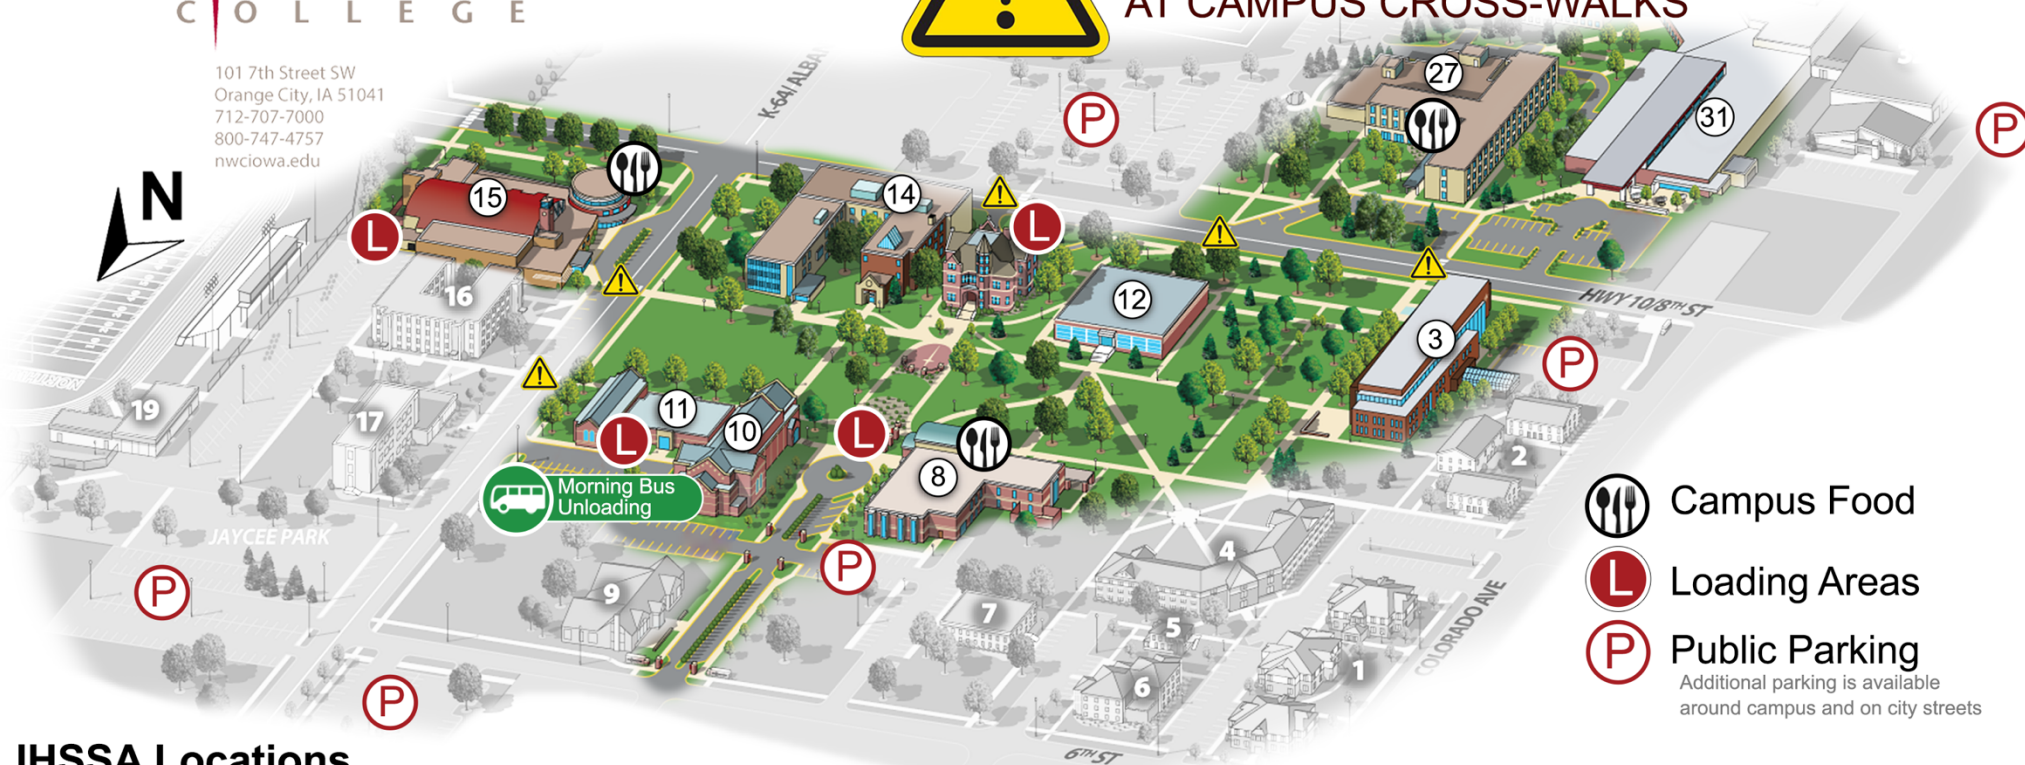 COLLEGE
AT CAMPUS CROSS-WALKS
101 7th Street SW
Orange City, IA 51041
712-707-7000
800-747-4757
nwciowa.edu
N
K-64/ALBA
P
27
31
P
15
14
L
L
16
12
HWY 10/8TH ST
3
P
19
17
11
10
L
L
8
2
Morning Bus
Unloading
JAYCEE PARK
P
P
9
4
7
5
6
1
COLORADO AVE
P
6TH ST
Campus Food
L Loading Areas
P Public Parking
Additional parking is available
around campus and on city streets
IHSSA Locations